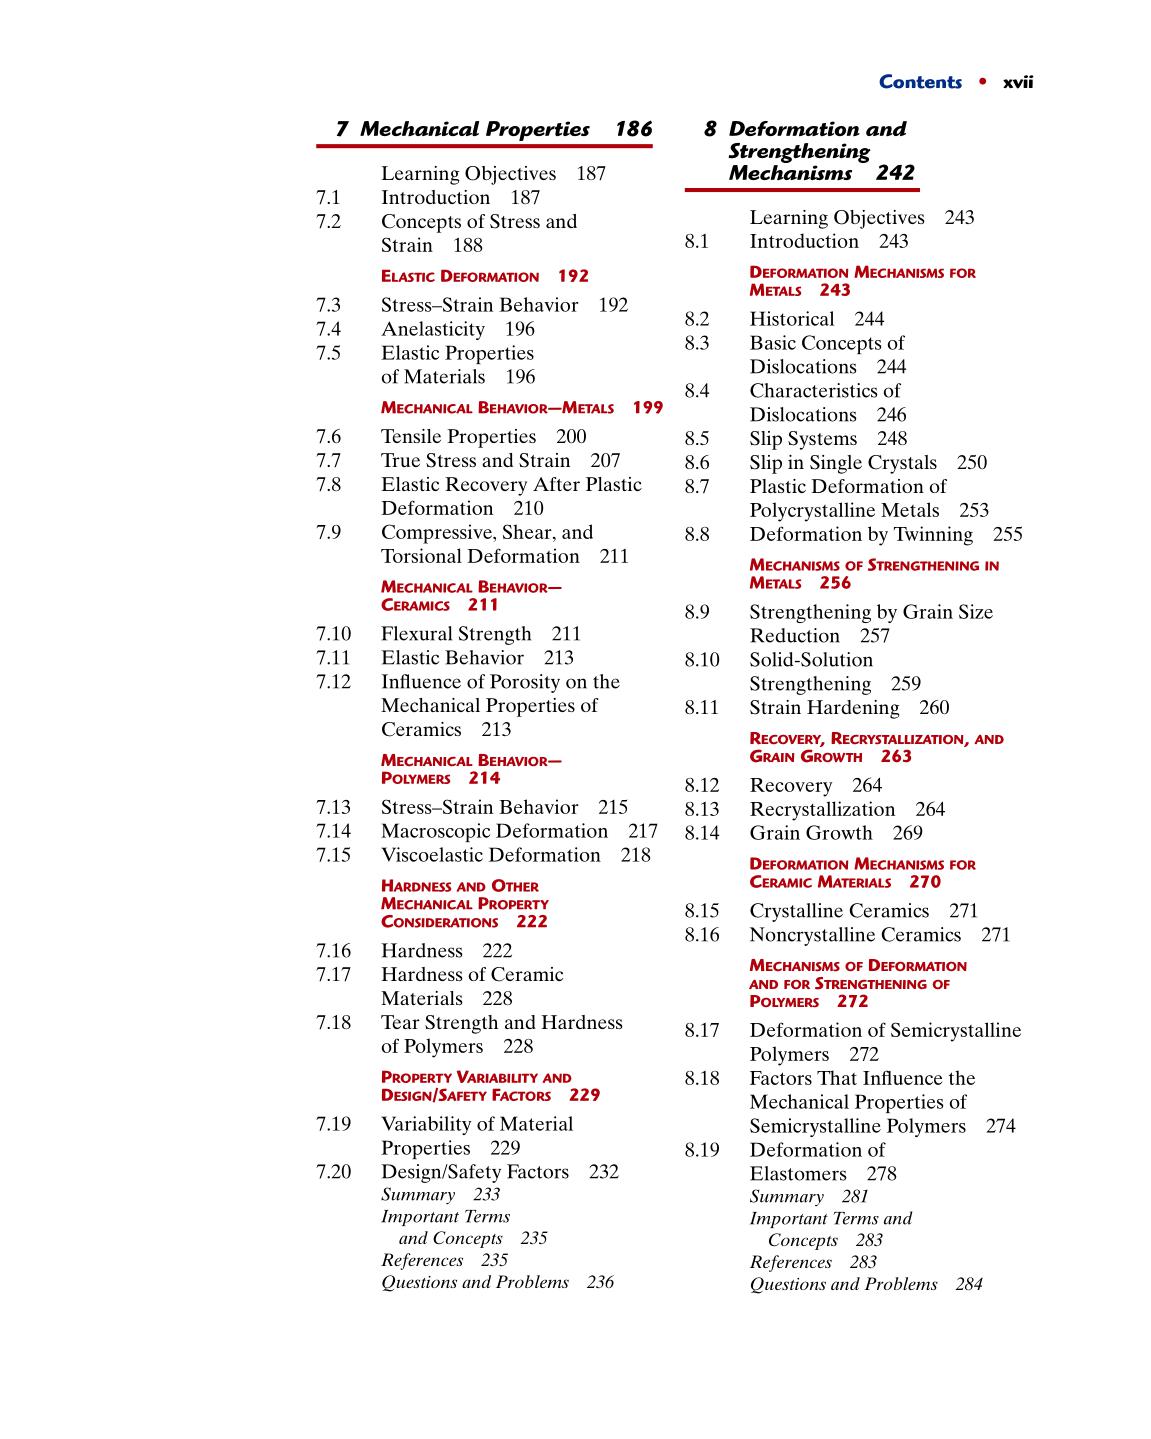 Contents • xvii
7 Mechanical Properties 186
Learning Objectives 187
7.1 Introduction 187
7.2 Concepts of Stress and
Strain 188
ELASTIC DEFORMATION 192
7.3 Stress–Strain Behavior 192
7.4 Anelasticity 196
7.5 Elastic Properties
of Materials 196
MECHANICAL BEHAVIOR—METALS 199
7.6 Tensile Properties 200
7.7 True Stress and Strain 207
7.8 Elastic Recovery After Plastic
Deformation 210
7.9 Compressive, Shear, and
Torsional Deformation 211
MECHANICAL BEHAVIOR—
CERAMICS 211
7.10 Flexural Strength 211
7.11 Elastic Behavior 213
7.12 Influence of Porosity on the
Mechanical Properties of
Ceramics 213
MECHANICAL BEHAVIOR—
POLYMERS 214
7.13 Stress–Strain Behavior 215
7.14 Macroscopic Deformation 217
7.15 Viscoelastic Deformation 218
HARDNESS AND OTHER
MECHANICAL PROPERTY
CONSIDERATIONS 222
7.16 Hardness 222
7.17 Hardness of Ceramic
Materials 228
7.18 Tear Strength and Hardness
of Polymers 228
PROPERTY VARIABILITY AND
DESIGN/SAFETY FACTORS 229
7.19 Variability of Material
Properties 229
7.20 Design/Safety Factors 232
Summary 233
Important Terms
and Concepts 235
References 235
Questions and Problems 236
8 Deformation and
Strengthening
Mechanisms 242
Learning Objectives 243
8.1 Introduction 243
DEFORMATION MECHANISMS FOR
METALS 243
8.2 Historical 244
8.3 Basic Concepts of
Dislocations 244
8.4 Characteristics of
Dislocations 246
8.5 Slip Systems 248
8.6 Slip in Single Crystals 250
8.7 Plastic Deformation of
Polycrystalline Metals 253
8.8 Deformation by Twinning 255
MECHANISMS OF STRENGTHENING IN
METALS 256
8.9 Strengthening by Grain Size
Reduction 257
8.10 Solid-Solution
Strengthening 259
8.11 Strain Hardening 260
RECOVERY, RECRYSTALLIZATION, AND
GRAIN GROWTH 263
8.12 Recovery 264
8.13 Recrystallization 264
8.14 Grain Growth 269
DEFORMATION MECHANISMS FOR
CERAMIC MATERIALS 270
8.15 Crystalline Ceramics 271
8.16 Noncrystalline Ceramics 271
MECHANISMS OF DEFORMATION
AND FOR STRENGTHENING OF
POLYMERS 272
8.17 Deformation of Semicrystalline
Polymers 272
8.18 Factors That Influence the
Mechanical Properties of
Semicrystalline Polymers 274
8.19 Deformation of
Elastomers 278
Summary 281
Important Terms and
Concepts 283
References 283
Questions and Problems 284